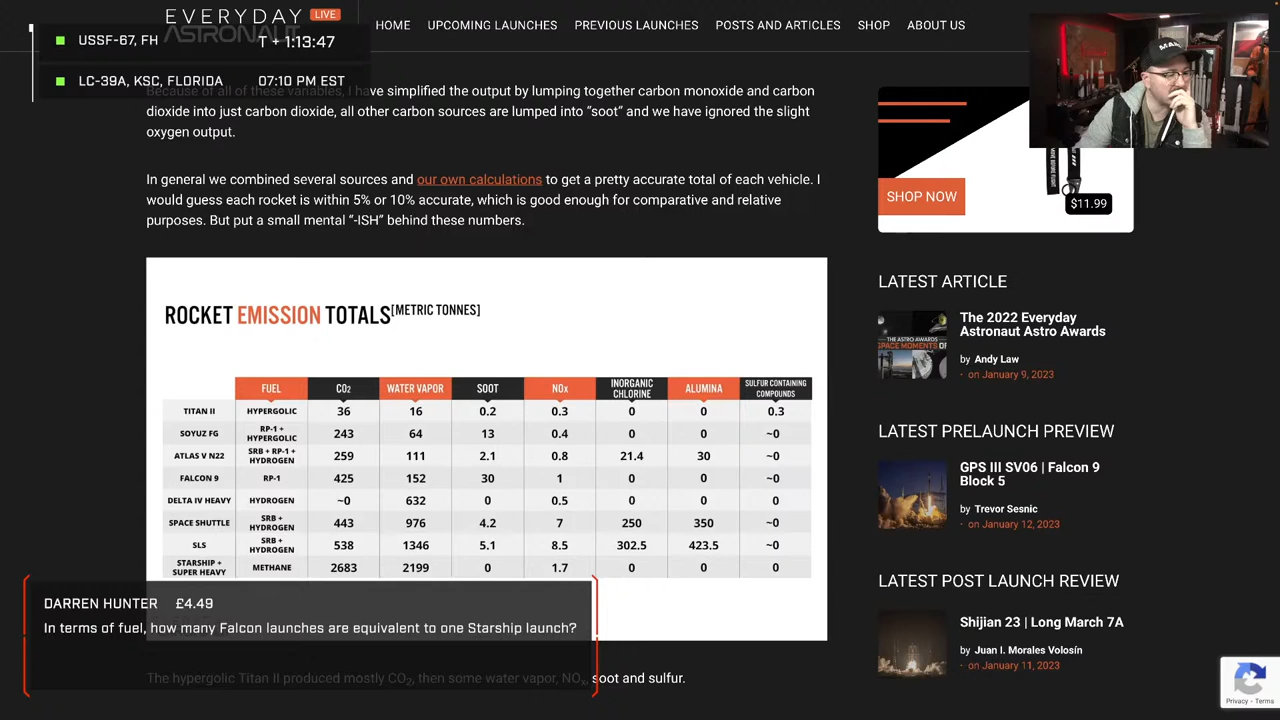 EVERYDAY LIVE
ASTRONAUT
HOME UPCOMING LAUNCHES PREVIOUS LAUNCHES POSTS AND ARTICLES SHOP ABOUT US
USSF-67, FH T + 1:13:47
LC-39A, KSC, FLORIDA 07:10 PM EST
Because of all of these variables, I have simplified the output by lumping together carbon monoxide and carbon
dioxide into just carbon dioxide, all other carbon sources are lumped into “soot” and we have ignored the slight
oxygen output.
In general we combined several sources and our own calculations to get a pretty accurate total of each vehicle. I
would guess each rocket is within 5% or 10% accurate, which is good enough for comparative and relative
purposes. But put a small mental “-ISH” behind these numbers.
ROCKET EMISSION TOTALS[METRIC TONNES]
FUEL CO2 WATER VAPOR SOOT NOx INORGANIC CHLORINE ALUMINA SULFUR CONTAINING COMPOUNDS
TITAN II HYPERGOLIC 36 16 0.2 0.3 0 0 0.3
SOYUZ FG RP-1 + HYPERGOLIC 243 64 13 0.4 0 0 ~0
ATLAS V N22 SRB + RP-1 + HYDROGEN 259 111 2.1 0.8 21.4 30 ~0
FALCON 9 RP-1 425 152 30 1 0 0 ~0
DELTA IV HEAVY HYDROGEN ~0 632 0 0.5 0 0 0
SPACE SHUTTLE SRB + HYDROGEN 443 976 4.2 7 250 350 ~0
SLS SRB + HYDROGEN 538 1346 5.1 8.5 302.5 423.5 ~0
STARSHIP + SUPER HEAVY METHANE 2683 2199 0 1.7 0 0 0
DARREN HUNTER £4.49
In terms of fuel, how many Falcon launches are equivalent to one Starship launch?
The hypergolic Titan II produced mostly CO2, then some water vapor, NOx, soot and sulfur.
SHOP NOW
$11.99
LATEST ARTICLE
The 2022 Everyday
Astronaut Astro Awards
by Andy Law
on January 9, 2023
THE ASTRO AWARDS
SPACE MOMENTS OF
LATEST PRELAUNCH PREVIEW
GPS III SV06 | Falcon 9
Block 5
by Trevor Sesnic
on January 12, 2023
LATEST POST LAUNCH REVIEW
Shijian 23 | Long March 7A
by Juan I. Morales Volosín
on January 11, 2023
Privacy - Terms